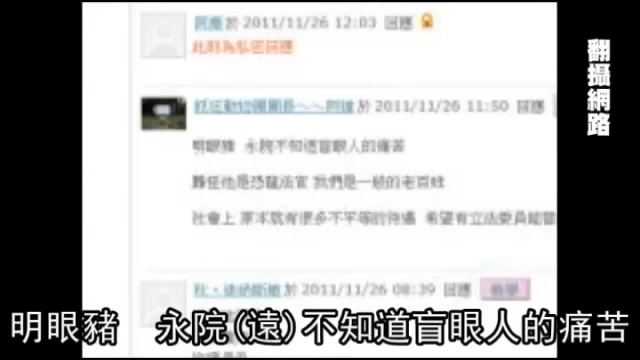 於 2011/11/26 12:03 回應
此則為私密回應
於 2011/11/26 11:50 回應
明眼豬 永院不知道盲眼人的痛苦
難怪他是恐龍法官 我們是一般的老百姓
社會上 原本就有很多不平等的待遇 希望有立法委員能
於 2011/11/26 08:39 回應
翻攝網路
明眼豬 永院(遠)不知道盲眼人的痛苦